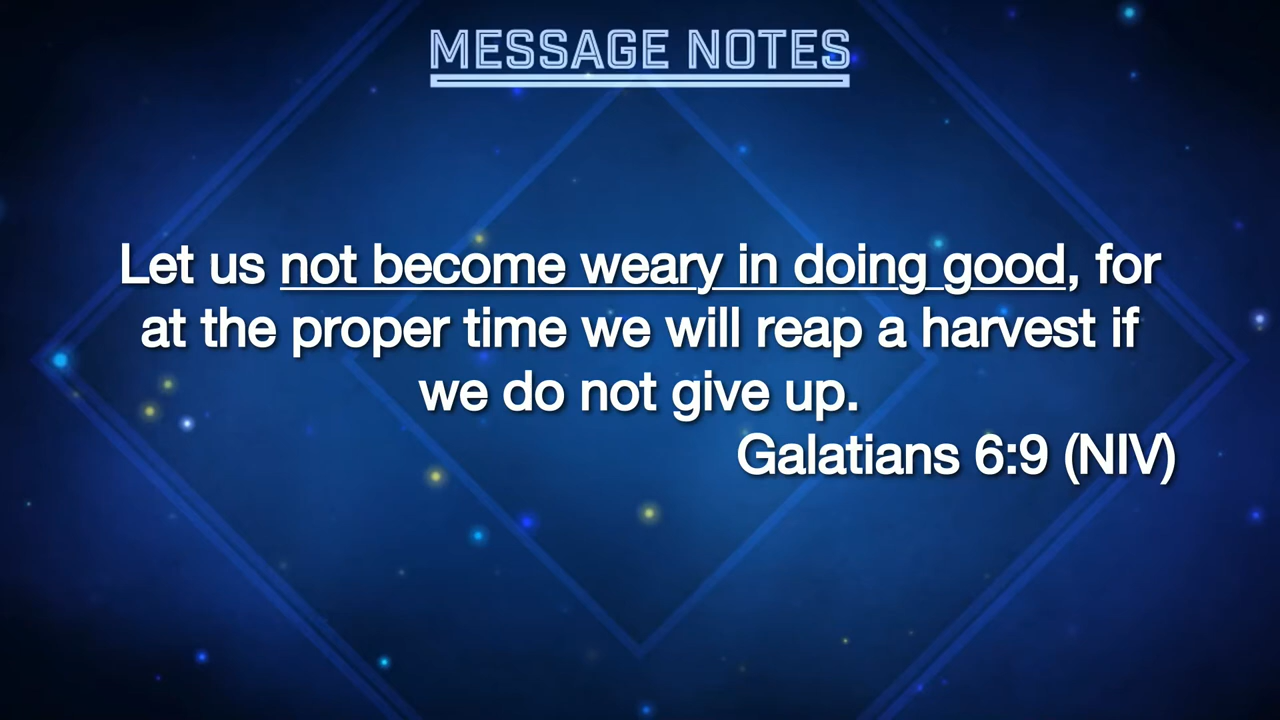 MESSAGE NOTES
Let us not become weary in doing good, for
at the proper time we will reap a harvest if
we do not give up.
Galatians 6:9 (NIV)